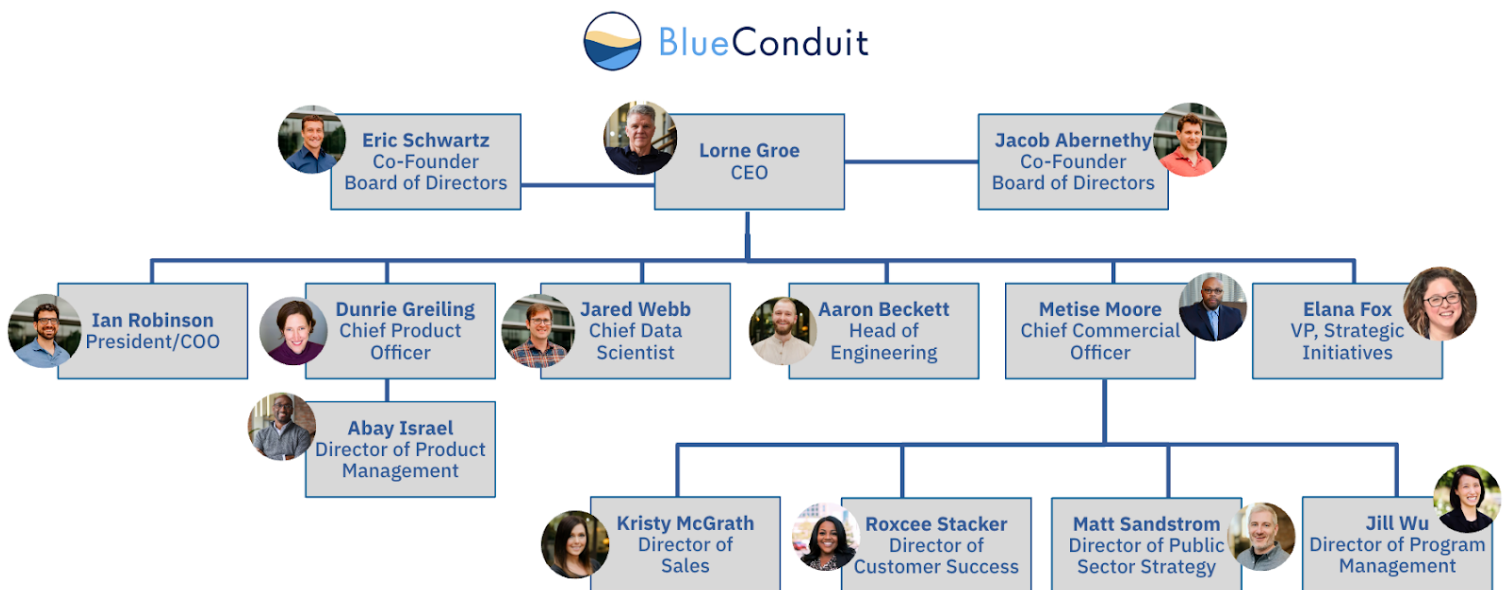 BlueConduit
Eric Schwartz
Co-Founder
Board of Directors
Lorne Groe
CEO
Jacob Abernethy
Co-Founder
Board of Directors
Ian Robinson
President/COO
Dunrie Greiling
Chief Product
Officer
Jared Webb
Chief Data
Scientist
Aaron Beckett
Head of
Engineering
Metise Moore
Chief Commercial
Officer
Elana Fox
VP, Strategic
Initiatives
Abay Israel
Director of Product
Management
Kristy McGrath
Director of
Sales
Roxcee Stacker
Director of
Customer Success
Matt Sandstrom
Director of Public
Sector Strategy
Jill Wu
Director of Program
Management